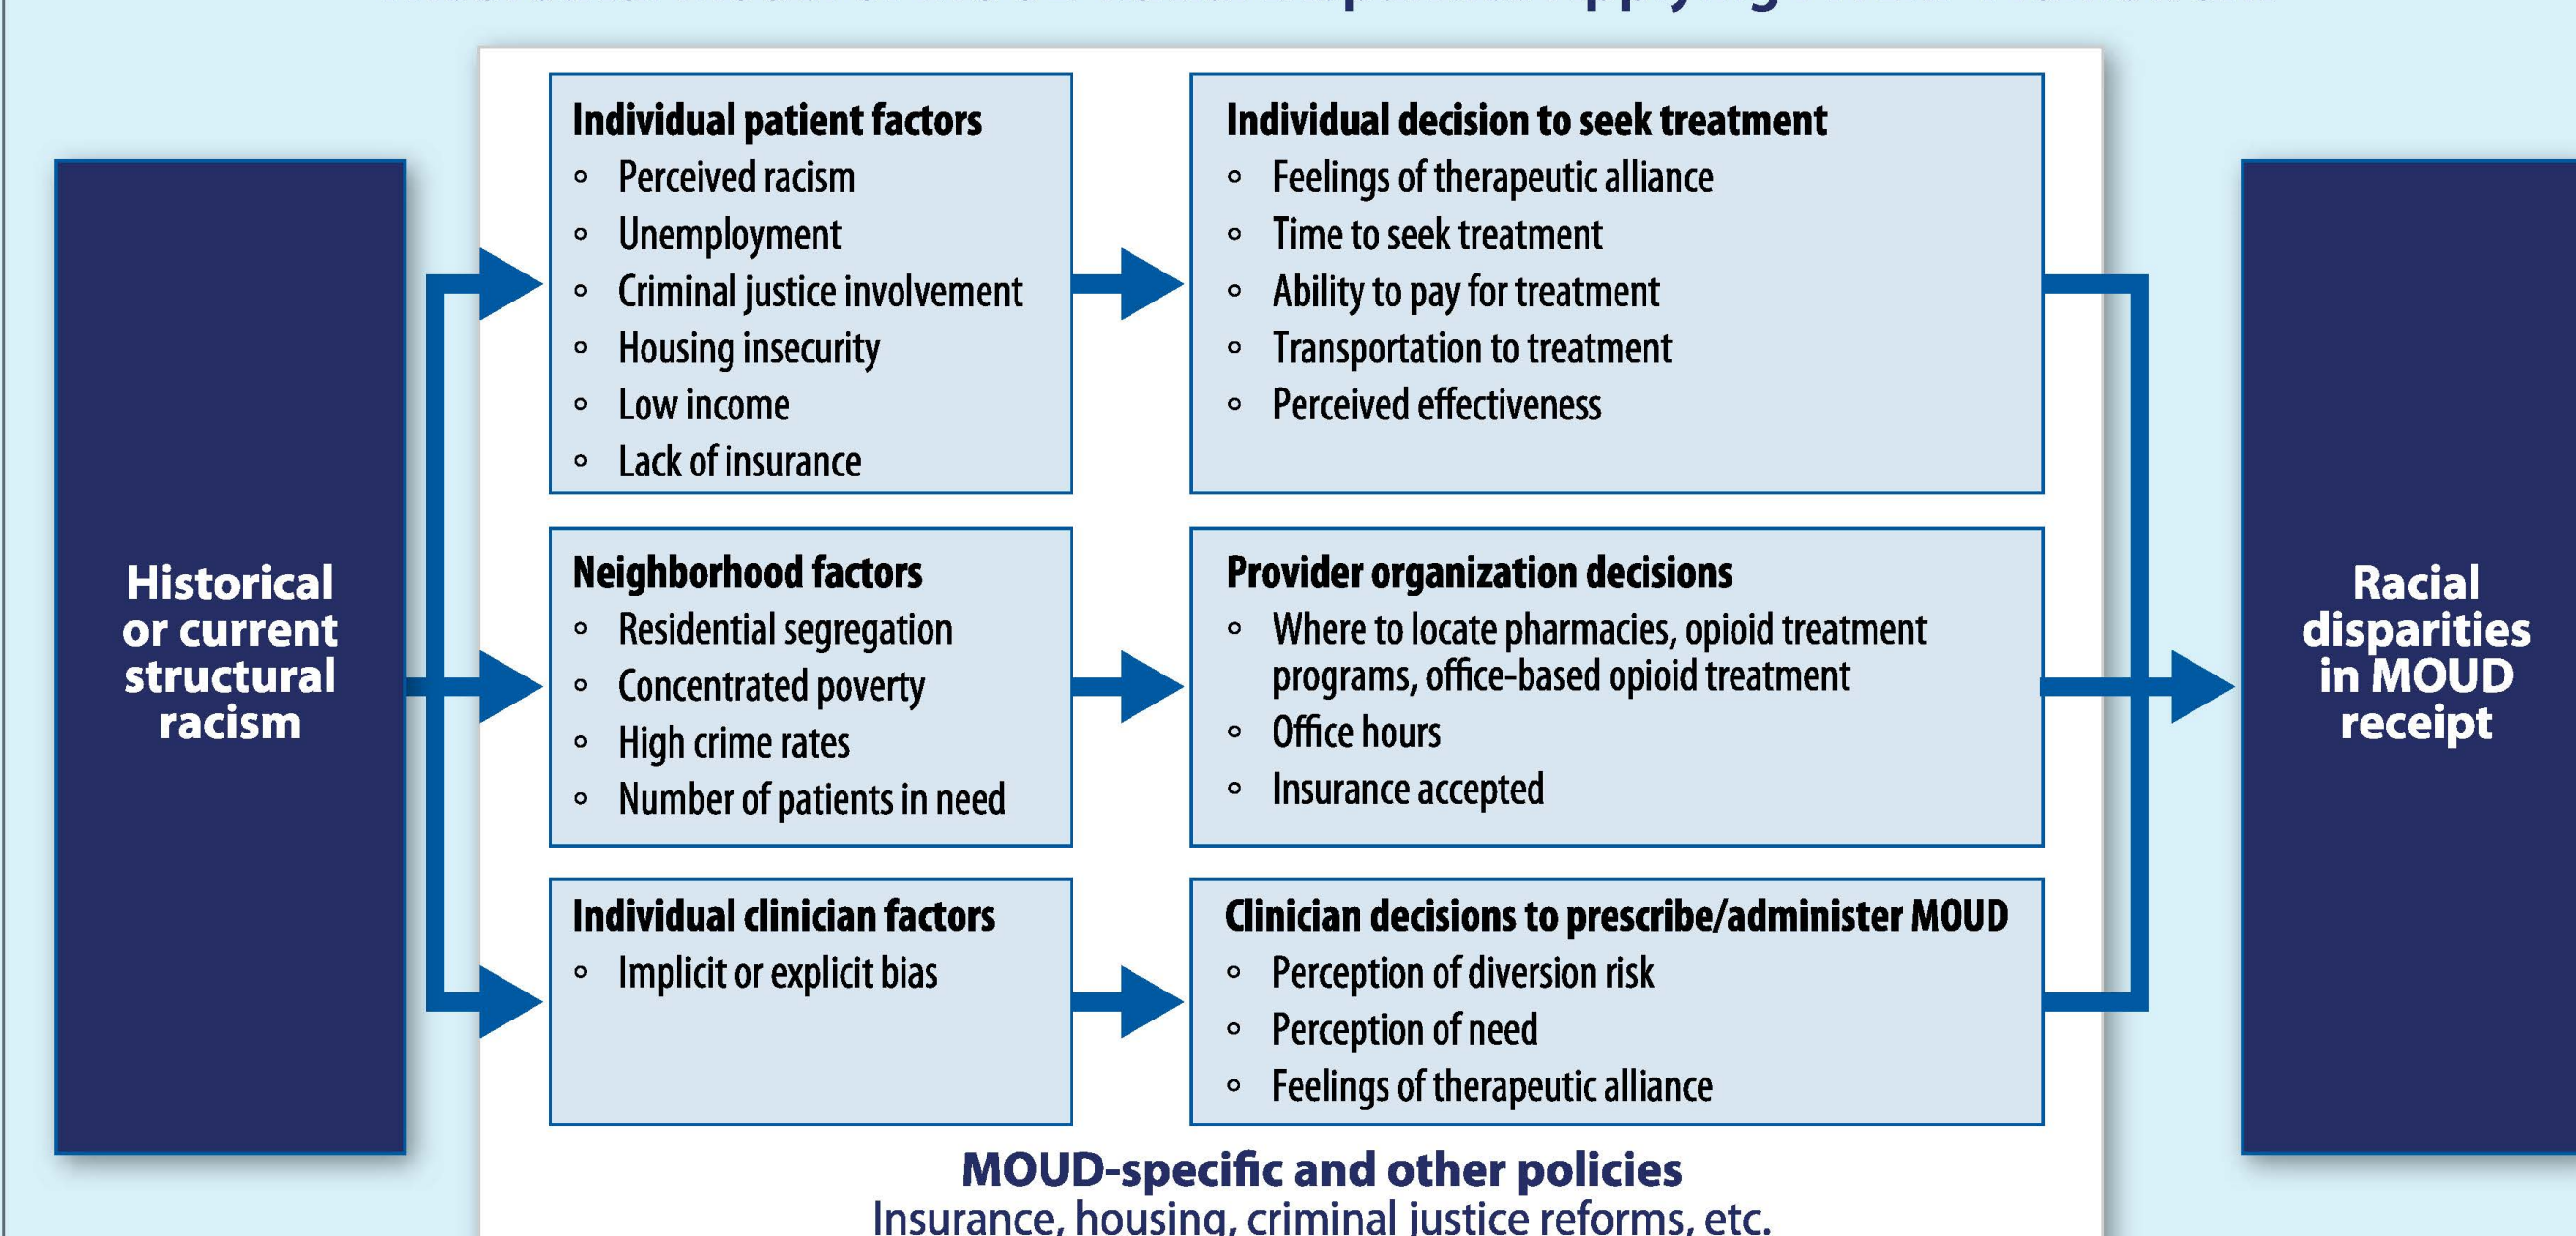 Historical
or current
structural
racism
Individual patient factors
° Perceived racism
° Unemployment
° Criminal justice involvement
° Housing insecurity
° Low income
° Lack of insurance
Individual decision to seek treatment
° Feelings of therapeutic alliance
° Time to seek treatment
° Ability to pay for treatment
° Transportation to treatment
° Perceived effectiveness
Neighborhood factors
° Residential segregation
° Concentrated poverty
° High crime rates
° Number of patients in need
Provider organization decisions
° Where to locate pharmacies, opioid treatment
programs, office-based opioid treatment
° Office hours
° Insurance accepted
Individual clinician factors
° Implicit or explicit bias
Clinician decisions to prescribe/administer MOUD
° Perception of diversion risk
° Perception of need
° Feelings of therapeutic alliance
Racial
disparities
in MOUD
receipt
MOUD-specific and other policies
Insurance, housing, criminal justice reforms, etc.